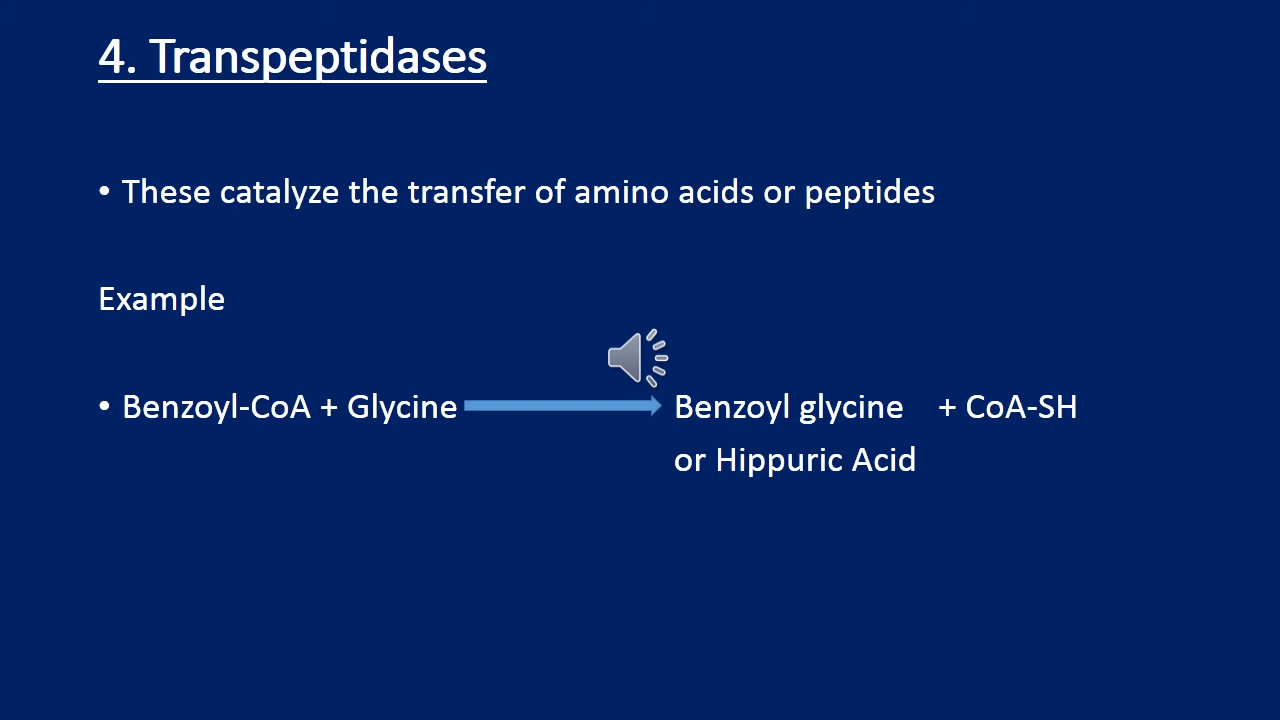 4. Transpeptidases
• These catalyze the transfer of amino acids or peptides
Example
• Benzoyl-CoA + Glycine Benzoyl glycine + CoA-SH
or Hippuric Acid